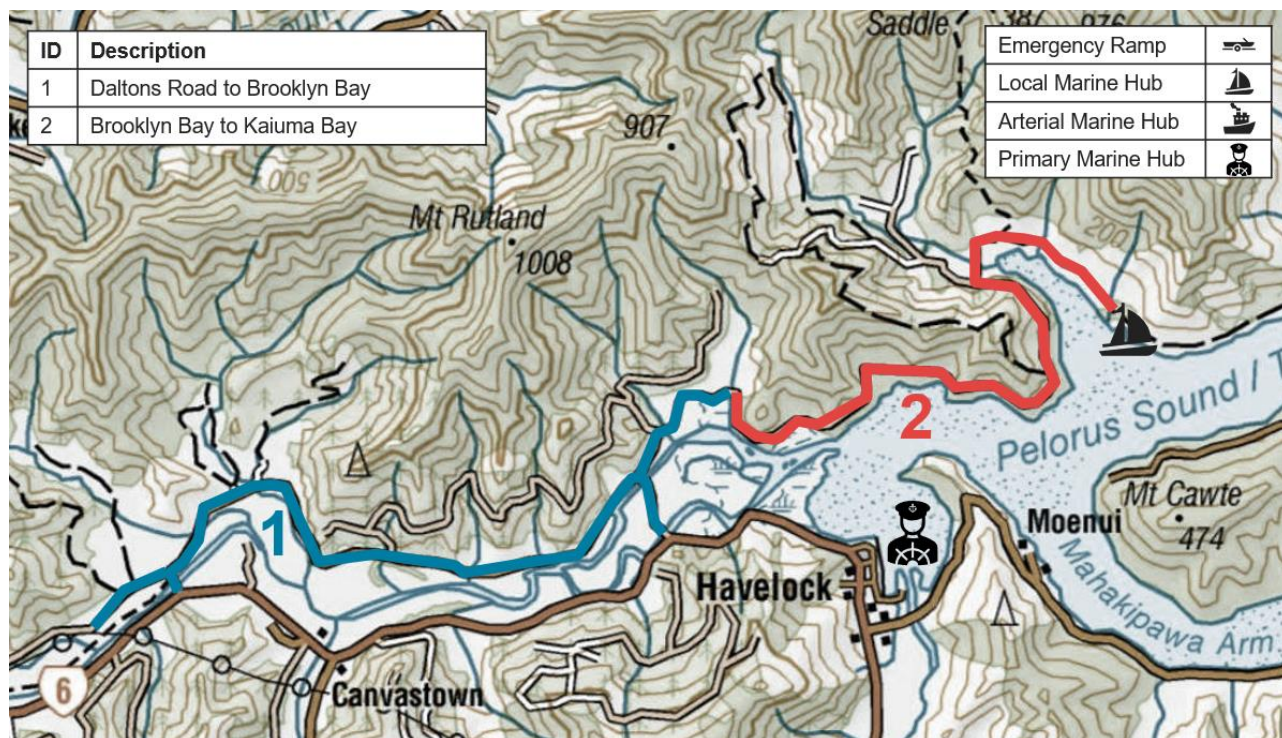 ID Description
1 Daltons Road to Brooklyn Bay
2 Brooklyn Bay to Kaiuma Bay
Emergency Ramp
Local Marine Hub
Arterial Marine Hub
Primary Marine Hub
Saddle
907
Mt Rutland
1008
500
200
1
2
Pelorus Sound / T
Mt Cawte
474
Moenui
Mahakipawa Arm
Havelock
Canvastown
6